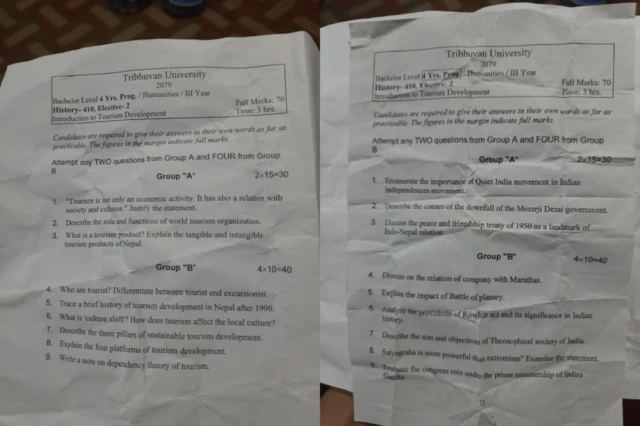 Tribhuvan University
2079
Bachelor Level 4 Yrs. Prog. / Humanities / III Year
History- 410, Elective- 2
Full Marks: 70
Introduction to Tourism Development
Time: 3 hrs.
Candidates are required to give their answers in their own words as far as
practicable. The figures in the margin indicate full marks.
Attempt any TWO questions from Group A and FOUR from Group
B
Group "A"
2×15=30
1. "Tourism is not only an economic activity. It has also a relation with
society and cultures." Justify the statement.
2. Describe the role and functions of world tourism organization.
3. What is a tourism product? Explain the tangible and intangible
tourism products of Nepal.
Group "B"
4×10=40
4. Who are tourist? Differentiate between tourist and excursionist.
5. Trace a brief history of tourism development in Nepal after 1990.
6. What is 'culture shift'? How does tourism affect the local culture?
7. Describe the three pillars of sustainable tourism development.
8. Explain the four platforms of tourism development.
9. Write a note on dependency theory of tourism.
Tribhuvan University
2079
Bachelor Level 4 Yrs. Prog. / Humanities / III Year
History- 410, Elective- 2
Full Marks: 70
Introduction to Tourism Development
Time: 3 hrs.
Candidates are required to give their answers in their own words as far as
practicable. The figures in the margin indicate full marks.
Attempt any TWO questions from Group A and FOUR from Group
B
Group "A"
2×15=30
1. Enumerate the importance of Quiet India movement in Indian
independences movement.
2. Describe the causes of the downfall of the Morarji Desai government.
3. Discuss the peace and friendship treaty of 1950 as a landmark of
Indo-Nepal relation.
Group "B"
4×10=40
4. Discuss on the relation of company with Marathas.
5. Explain the impact of Battle of plassey.
6. Analyze the provisions of Rowlatt act and its significance in Indian
history.
7. Describe the aim and objectives of Theosophical society of India.
8. Satyagraha is more powerful than extremism" Examine the statement.
9. Evaluate the congress rule under the prime ministership of Indira
Gandhi.